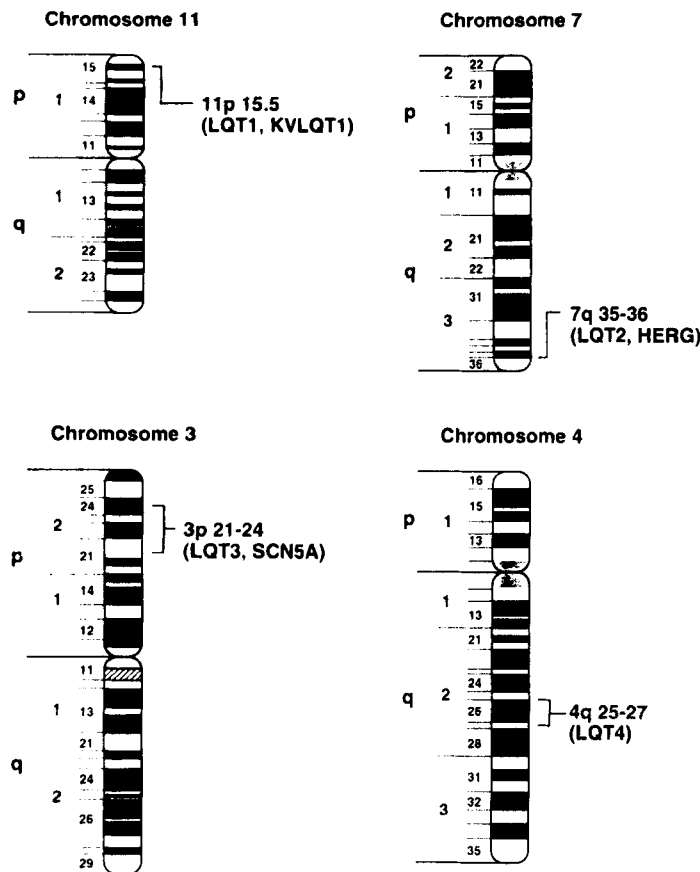 Chromosome 11
15
p
1
14
11
11p 15.5
(LQT1, KVLQT1)
1
13
q
22
2
23
Chromosome 7
22
2
21
15
p
1
13
11
1
11
2
21
22
q
31
3
36
7q 35-36
(LQT2, HERG)
Chromosome 3
25
24
2
21
p
14
1
12
3p 21-24
(LQT3, SCN5A)
11
1
13
21
q
24
2
26
29
Chromosome 4
16
15
p
1
13
1
13
21
24
2
q
26
28
31
32
3
35
4q 25-27
(LQT4)